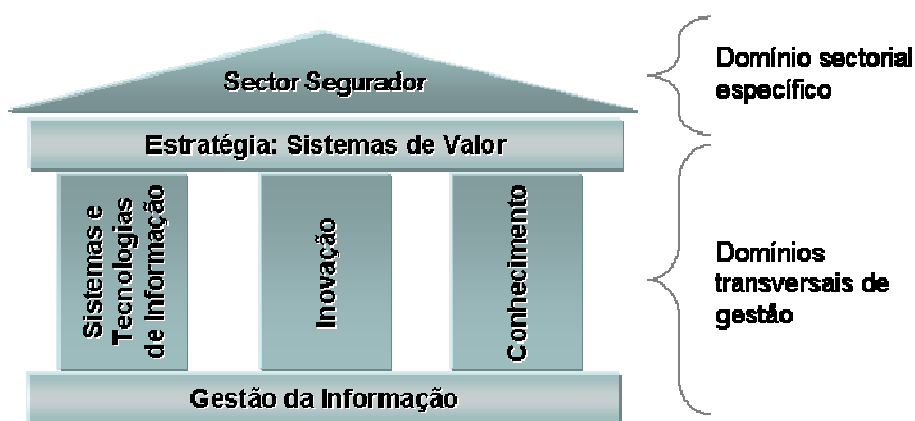 Sector Segurador
Domínio sectorial
específico
Estratégia: Sistemas de Valor
Sistemas e
Tecnologias
de Informação
Inovação
Conhecimento
Domínios
transversais de
gestão
Gestão da Informação